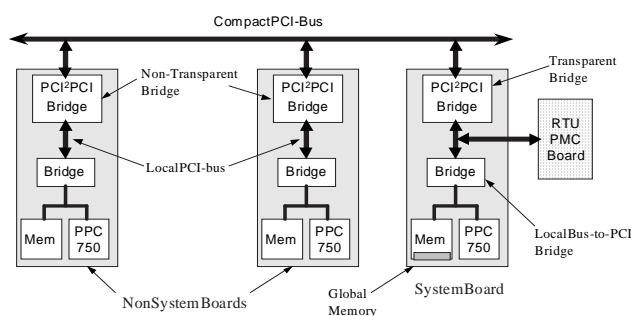 CompactPCI-Bus
PCI²PCI
Bridge
Non-Transparent
Bridge
PCI²PCI
Bridge
PCI²PCI
Bridge
Transparent
Bridge
RTU
PMC
Board
LocalPCI-bus
Bridge
Bridge
Bridge
Mem
PPC
750
Mem
PPC
750
Mem
PPC
750
LocalBus-to-PCI
Bridge
NonSystemBoards
Global
Memory
SystemBoard